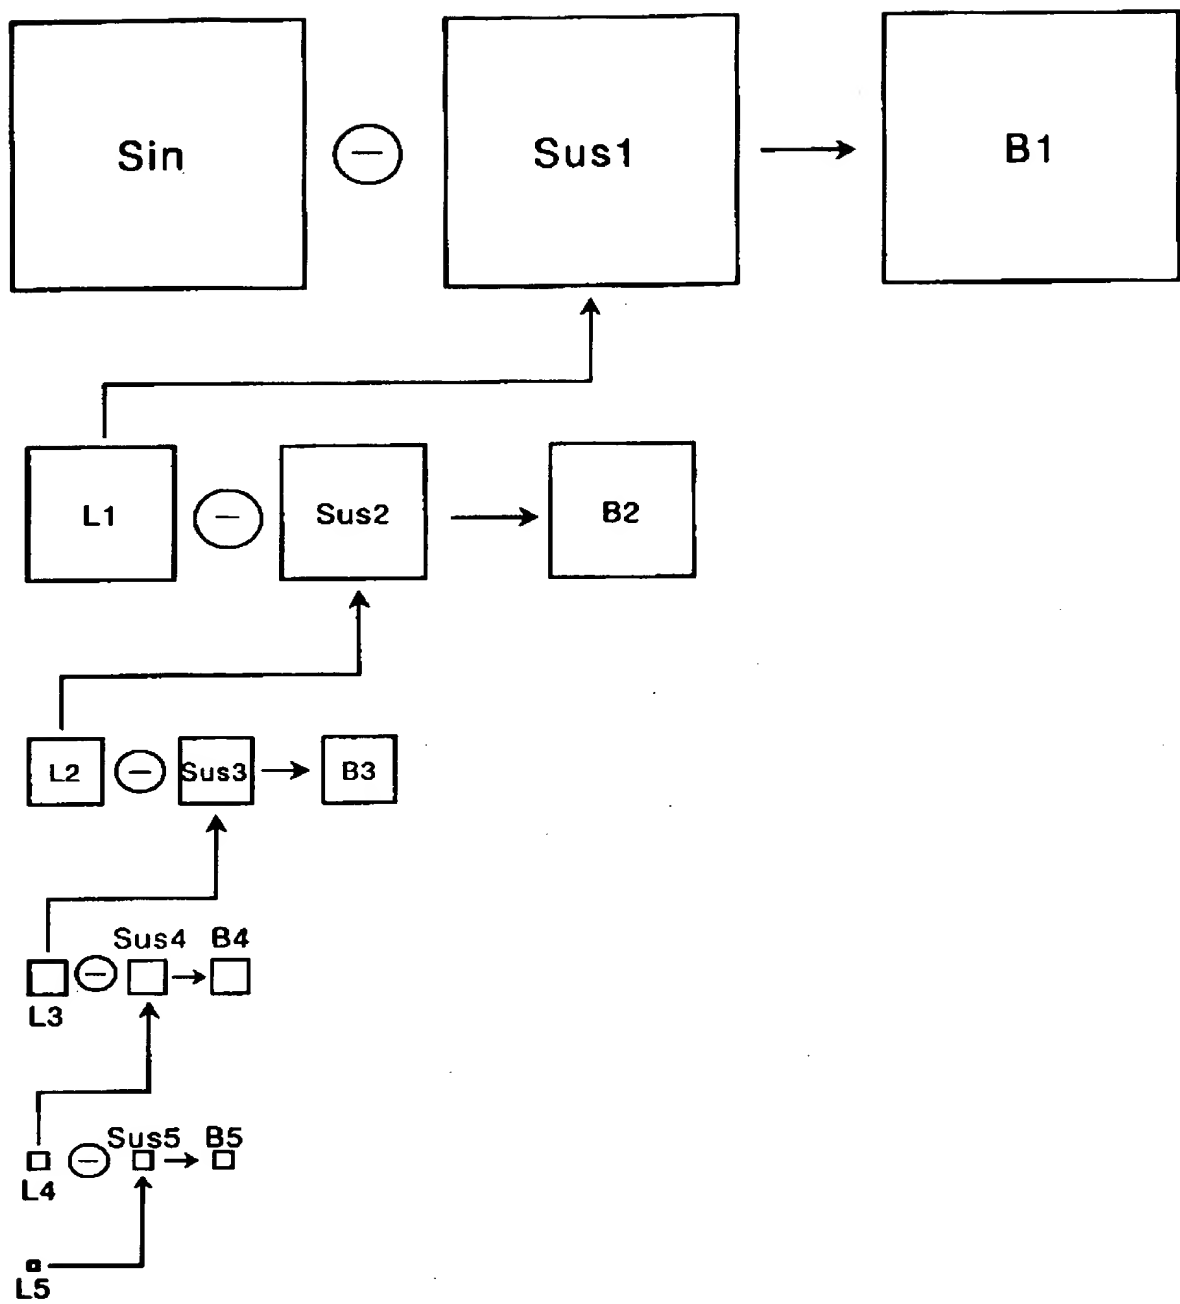 Sin − Sus1 B1
L1 − Sus2 B2
L2 − Sus3 B3
Sus4 B4
−
L3
Sus5 B5
−
L4
L5